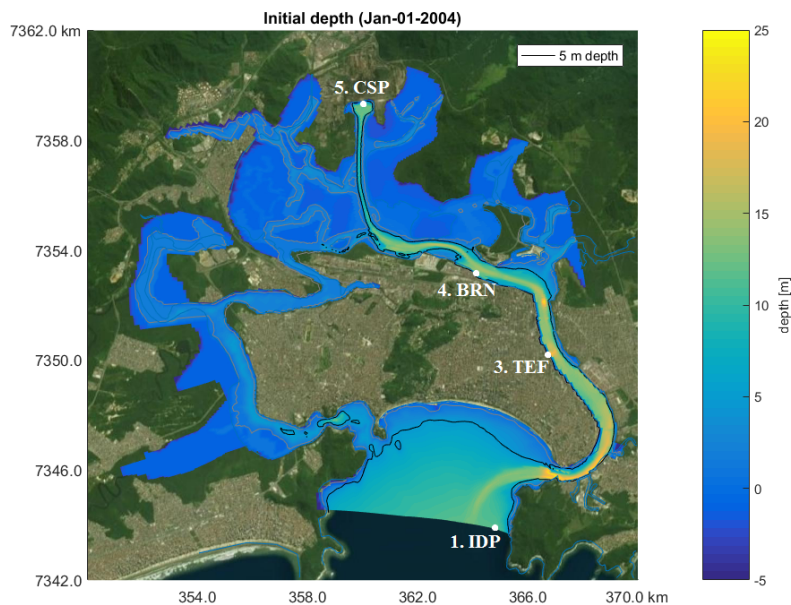 Initial depth (Jan-01-2004)
7362.0 km
25
5 m depth
5. CSP
20
7358.0
15
7354.0
4. BRN
10
depth [m]
7350.0
3. TEF
5
7346.0
0
1. IDP
7342.0
-5
354.0
358.0
362.0
366.0
370.0 km